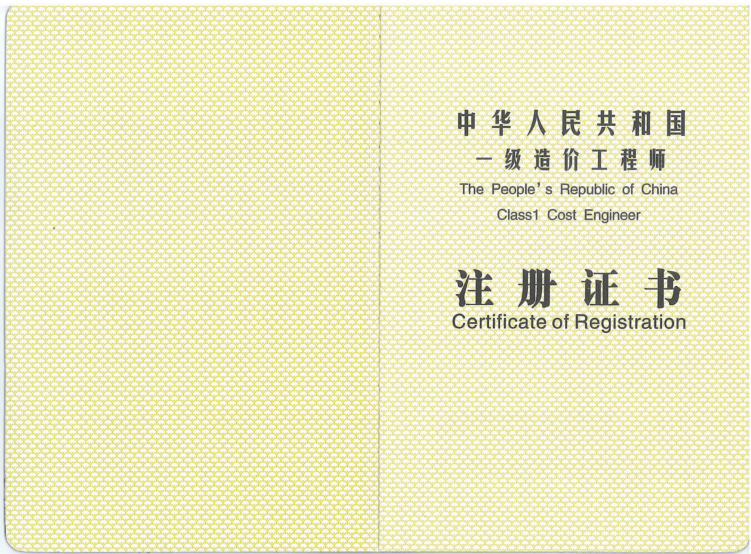 中华人民共和国
一级造价工程师
The People's Republic of China
Class1 Cost Engineer
注册证书
Certificate of Registration